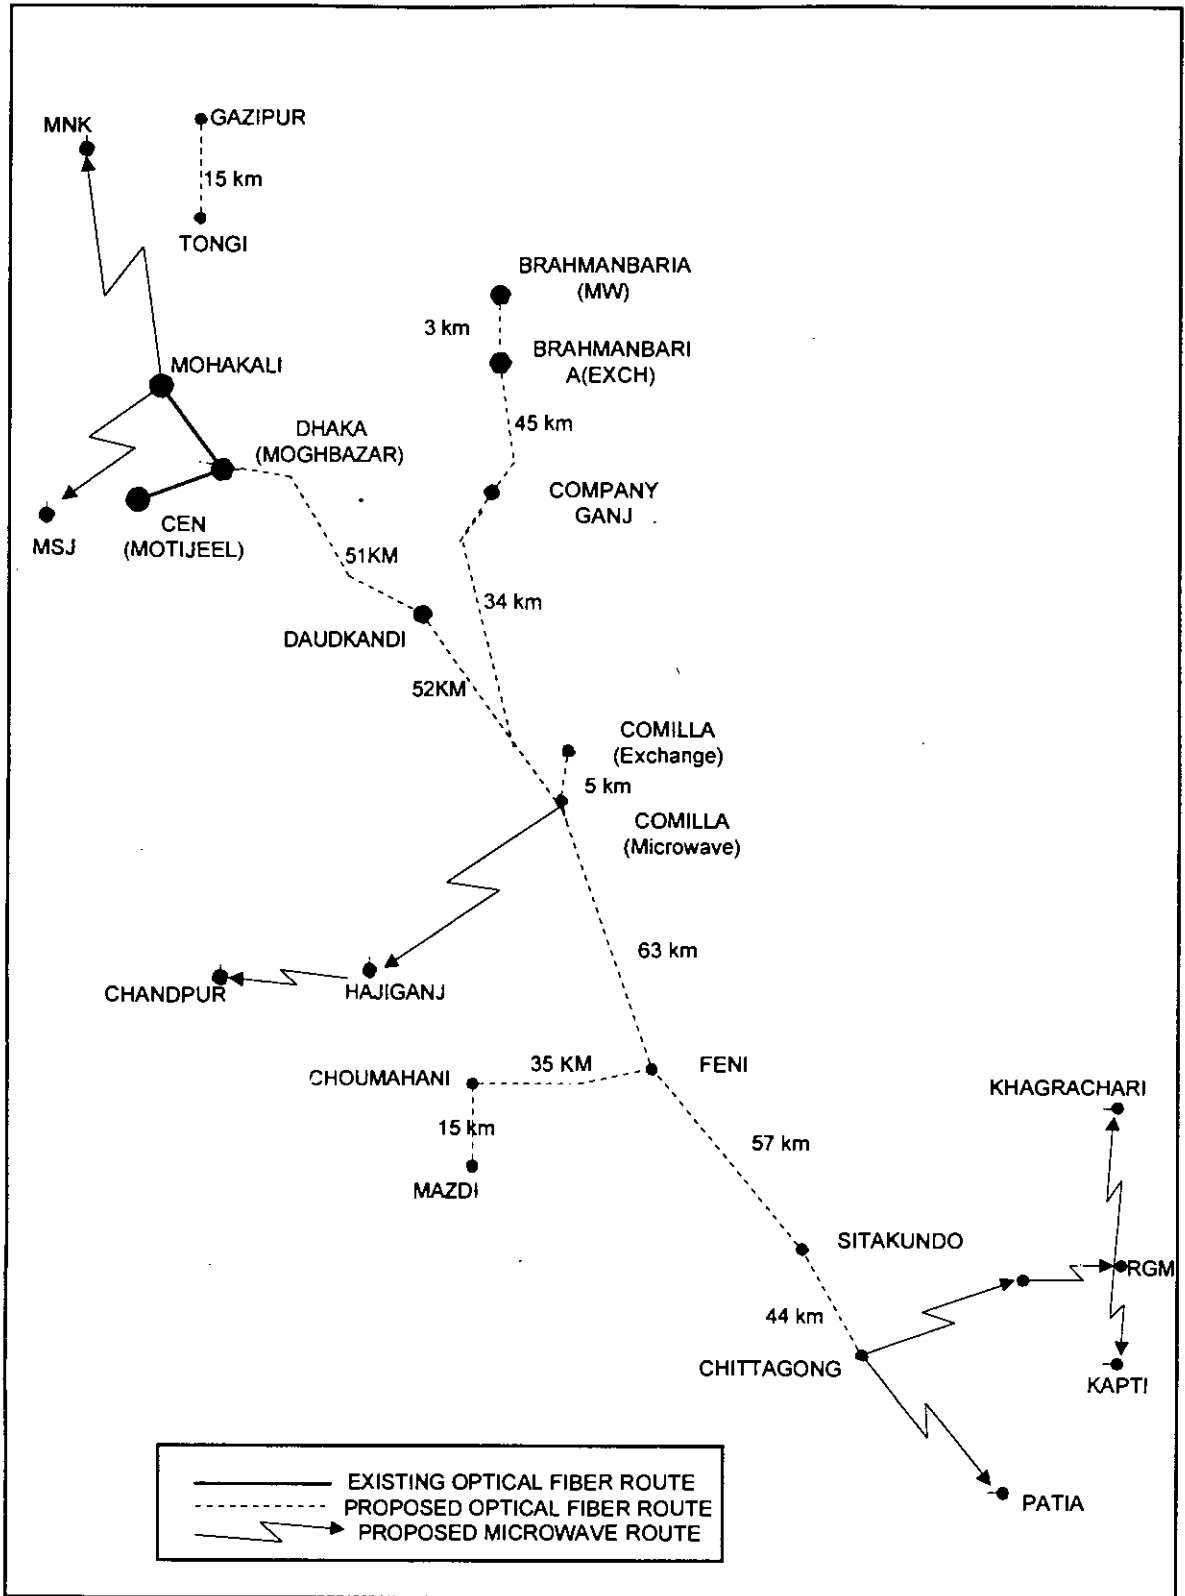 MNK
GAZIPUR
15 km
TONGI
BRAHMANBARIA
(MW)
3 km
BRAHMANBARI
A(EXCH)
MOHAKALI
45 km
DHAKA
(MOGHBAZAR)
COMPANY
GANJ
CEN
(MOTIJEEL)
MSJ
51KM
34 km
DAUDKANDI
52KM
COMILLA
(Exchange)
5 km
COMILLA
(Microwave)
63 km
CHANDPUR
HAJIGANJ
35 KM
FENI
CHOUMAHANI
KHAGRACHARI
15 km
57 km
MAZDI
SITAKUNDO
RGM
44 km
CHITTAGONG
KAPTI
PATIA
EXISTING OPTICAL FIBER ROUTE
PROPOSED OPTICAL FIBER ROUTE
PROPOSED MICROWAVE ROUTE